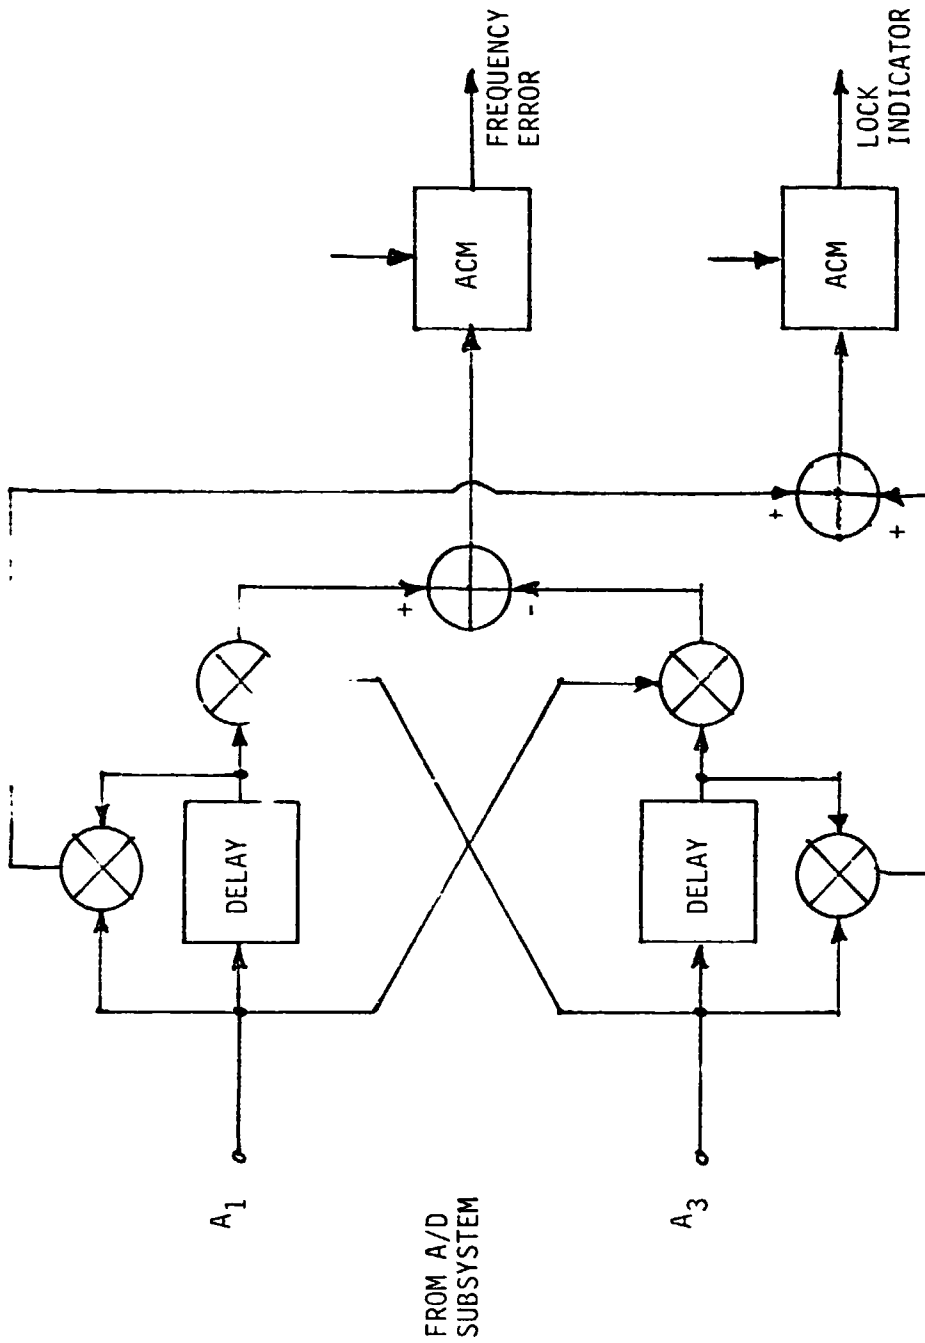 A1
FROM A/D
SUBSYSTEM
A3
DELAY
DELAY
+
-
+
+
ACM
ACM
FREQUENCY
ERROR
LOCK
INDICATOR